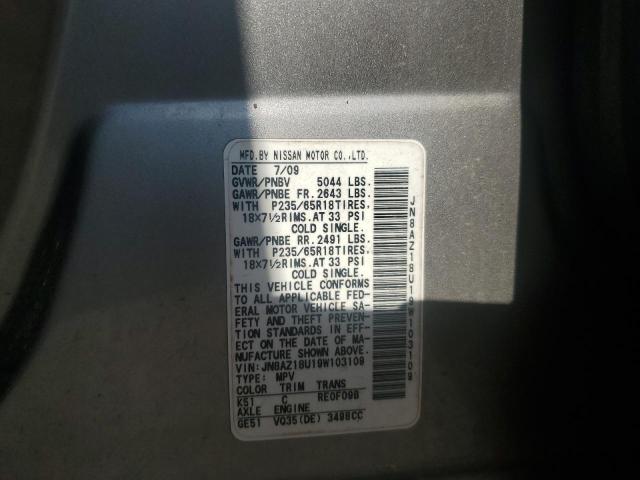 MFD.BY NISSAN MOTOR CO.,LTD.
DATE 7/09
GVWR/PNBV 5044 LBS.
GAWR/PNBE FR. 2643 LBS.
WITH P235/65R18TIRES,
18X7½RIMS.AT 33 PSI
COLD SINGLE.
GAWR/PNBE RR. 2491 LBS.
WITH P235/65R18TIRES,
18X7½RIMS.AT 33 PSI
COLD SINGLE.
THIS VEHICLE CONFORMS
TO ALL APPLICABLE FED-
ERAL MOTOR VEHICLE SA-
FETY AND THEFT PREVEN-
TION STANDARDS IN EFF-
ECT ON THE DATE OF MA-
NUFACTURE SHOWN ABOVE.
VIN:JN8AZ18U19W103109
TYPE: MPV
COLOR TRIM TRANS
K51 C RE0F09B
AXLE ENGINE
GE51 VQ35(DE) 3498CC
JN8AZ18U19W103109